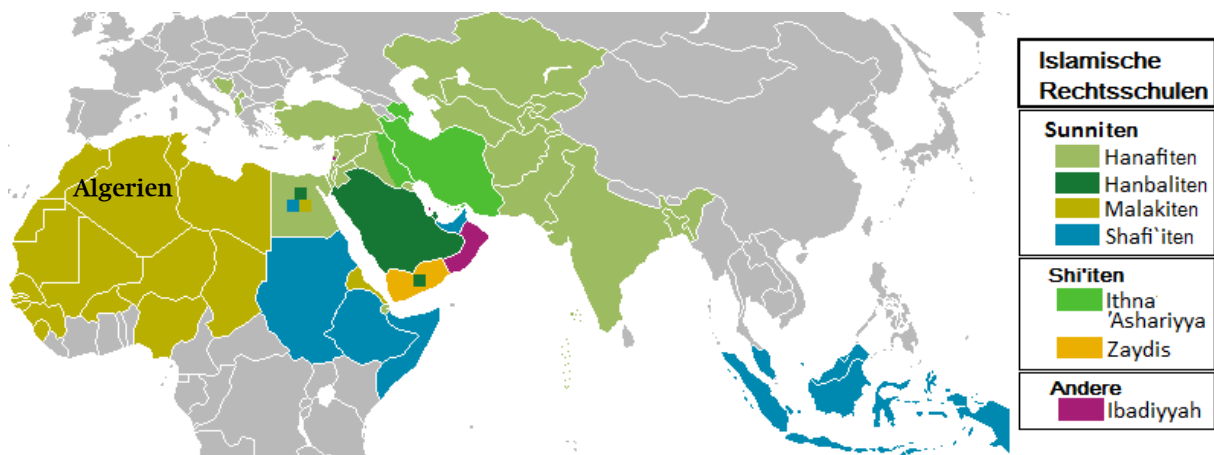 Algerien
Islamische
Rechtsschulen
Sunniten
Hanafiten
Hanbaliten
Malakiten
Shafi`iten
Shi'iten
Ithna
'Ashariyya
Zaydis
Andere
Ibadiyyah